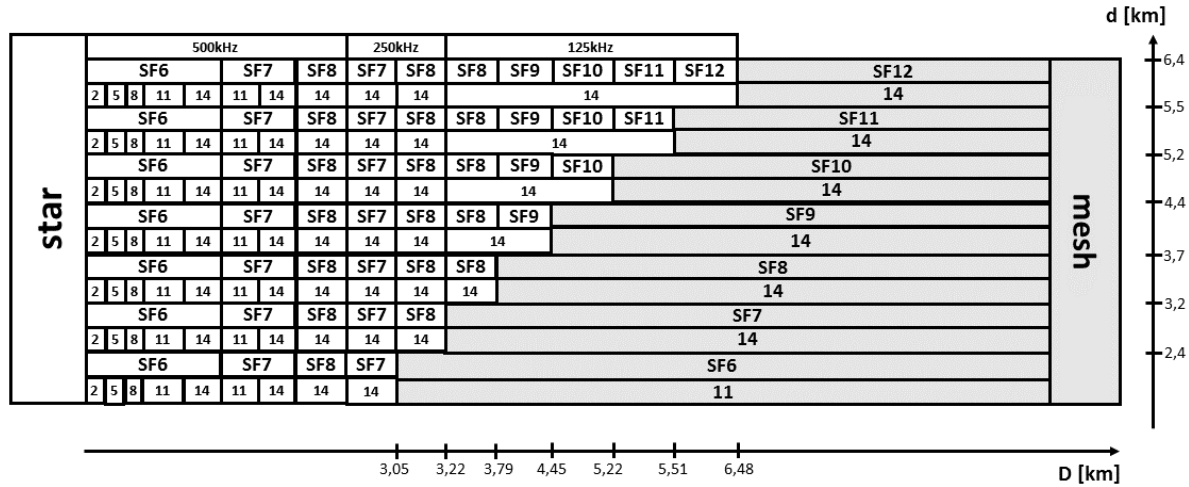 d [km]
500kHz 250kHz 125kHz
SF6 SF7 SF8 SF7 SF8 SF8 SF9 SF10 SF11 SF12 SF12
6,4
2 5 8 11 14 11 14 14 14 14 14 14
5,5
SF6 SF7 SF8 SF7 SF8 SF8 SF9 SF10 SF11 SF11
2 5 8 11 14 11 14 14 14 14 14 14
5,2
SF6 SF7 SF8 SF7 SF8 SF8 SF9 SF10 SF10
2 5 8 11 14 11 14 14 14 14 14 14
4,4
star
mesh
SF6 SF7 SF8 SF7 SF8 SF8 SF9 SF9
2 5 8 11 14 11 14 14 14 14 14 14
3,7
SF6 SF7 SF8 SF7 SF8 SF8 SF8
2 5 8 11 14 11 14 14 14 14 14 14
3,2
SF6 SF7 SF8 SF7 SF8 SF7
2 5 8 11 14 11 14 14 14 14 14
2,4
SF6 SF7 SF8 SF7 SF6
2 5 8 11 14 11 14 14 14 11
3,05 3,22 3,79 4,45 5,22 5,51 6,48
D [km]